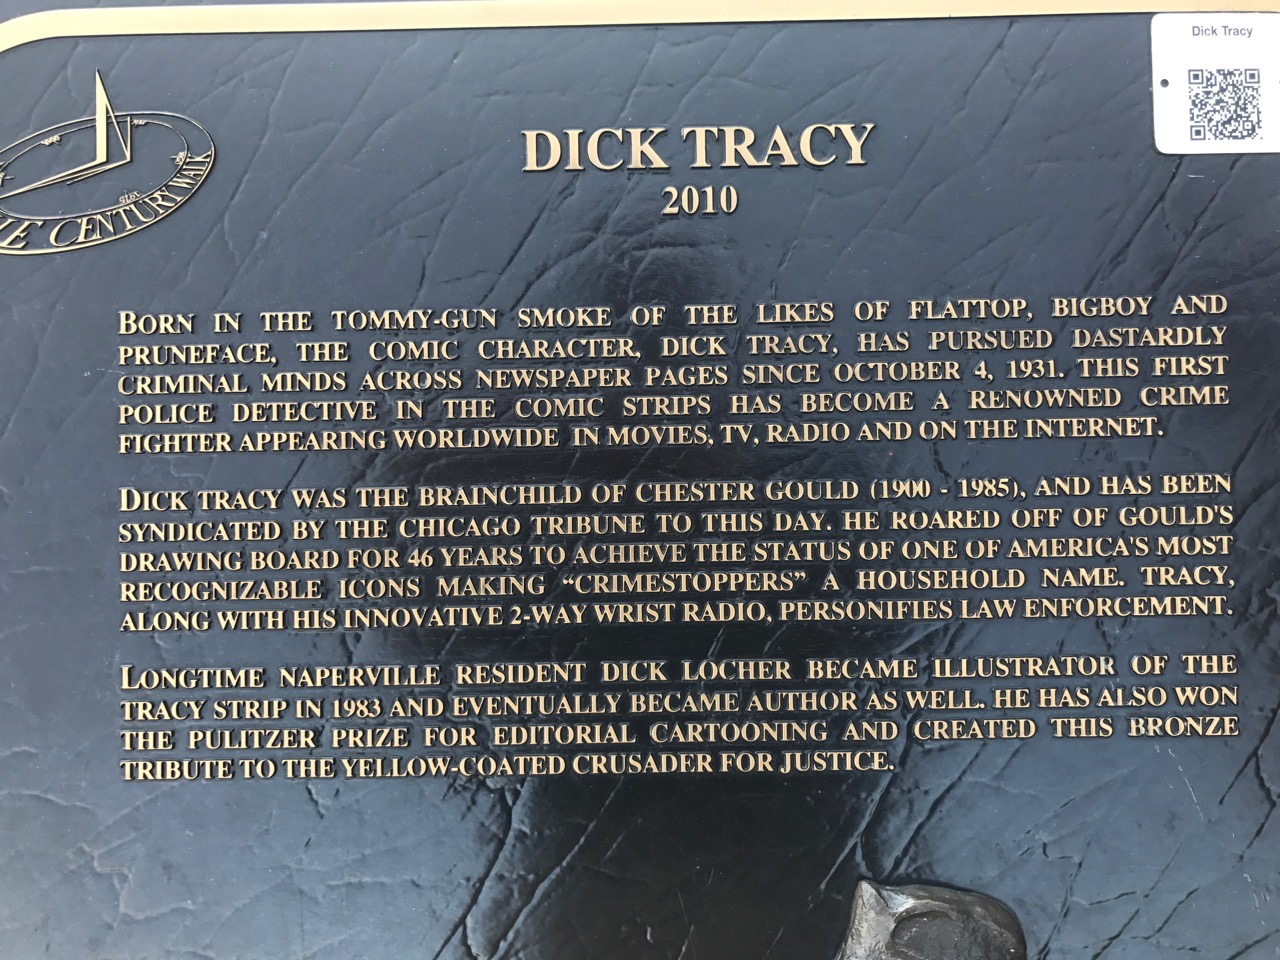 Dick Tracy
THE CENTURY WALK
DICK TRACY
2010
BORN IN THE TOMMY-GUN SMOKE OF THE LIKES OF FLATTOP, BIGBOY AND
PRUNEFACE, THE COMIC CHARACTER, DICK TRACY, HAS PURSUED DASTARDLY
CRIMINAL MINDS ACROSS NEWSPAPER PAGES SINCE OCTOBER 4, 1931. THIS FIRST
POLICE DETECTIVE IN THE COMIC STRIPS HAS BECOME A RENOWNED CRIME
FIGHTER APPEARING WORLDWIDE IN MOVIES, TV, RADIO AND ON THE INTERNET.
DICK TRACY WAS THE BRAINCHILD OF CHESTER GOULD (1900 - 1985), AND HAS BEEN
SYNDICATED BY THE CHICAGO TRIBUNE TO THIS DAY. HE ROARED OFF OF GOULD'S
DRAWING BOARD FOR 46 YEARS TO ACHIEVE THE STATUS OF ONE OF AMERICA'S MOST
RECOGNIZABLE ICONS MAKING “CRIMESTOPPERS” A HOUSEHOLD NAME. TRACY,
ALONG WITH HIS INNOVATIVE 2-WAY WRIST RADIO, PERSONIFIES LAW ENFORCEMENT.
LONGTIME NAPERVILLE RESIDENT DICK LOCHER BECAME ILLUSTRATOR OF THE
TRACY STRIP IN 1983 AND EVENTUALLY BECAME AUTHOR AS WELL. HE HAS ALSO WON
THE PULITZER PRIZE FOR EDITORIAL CARTOONING AND CREATED THIS BRONZE
TRIBUTE TO THE YELLOW-COATED CRUSADER FOR JUSTICE.